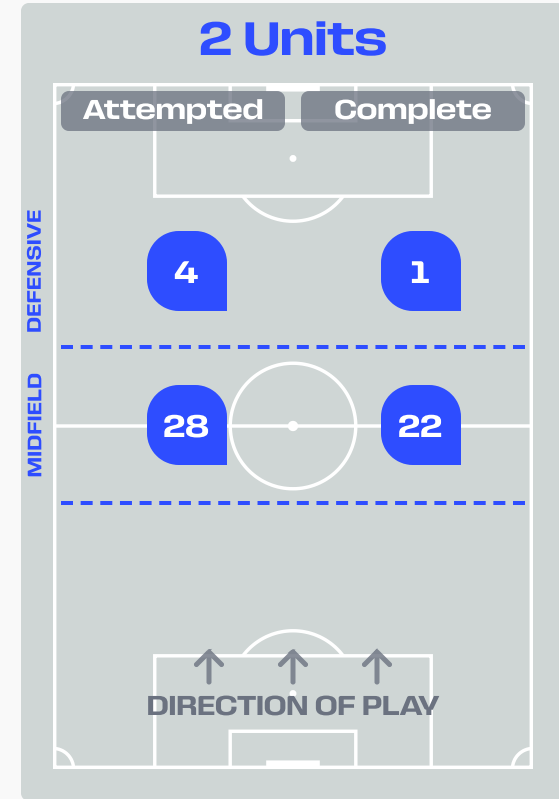 2 Units
Attempted Complete
DEFENSIVE
4 1
MIDFIELD
28 22
DIRECTION OF PLAY